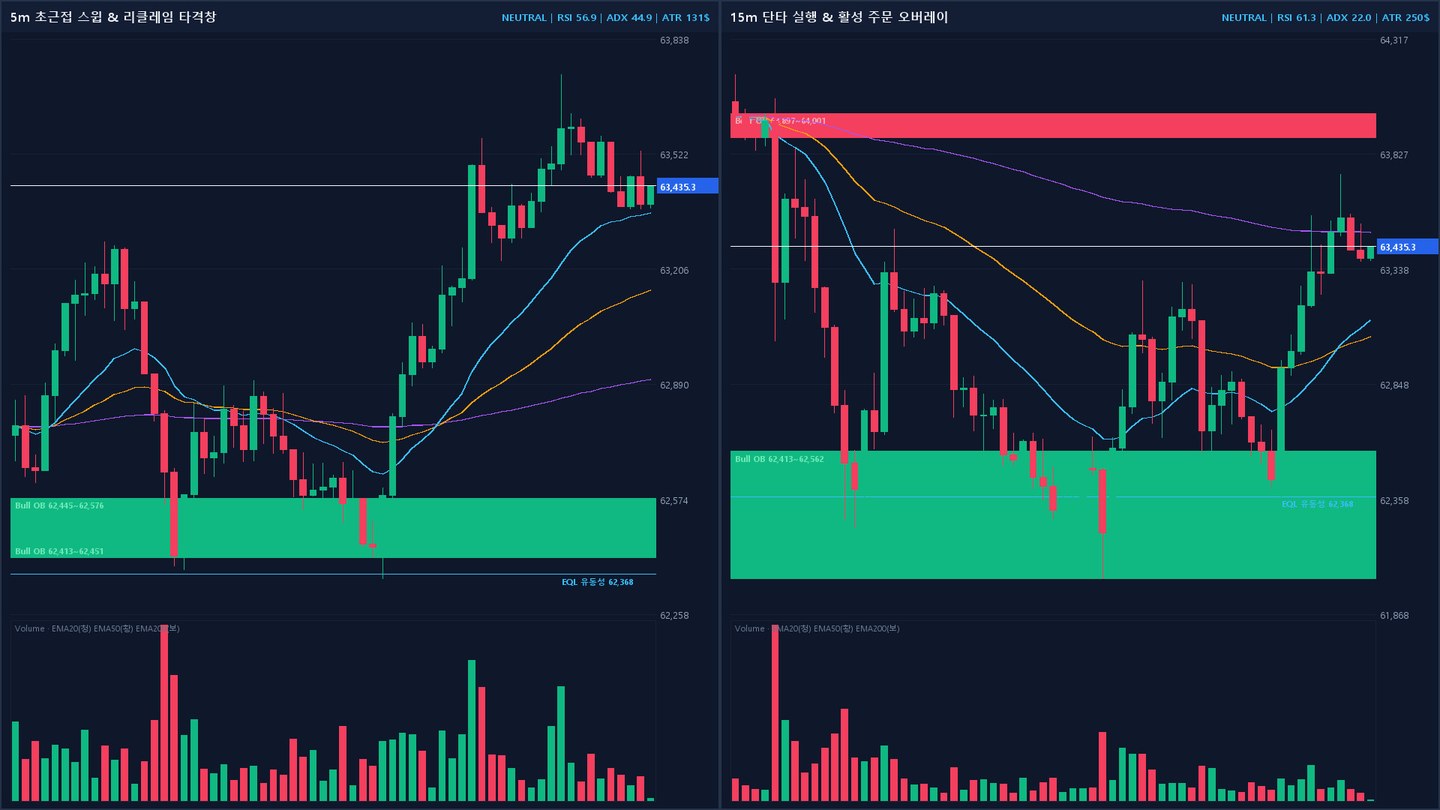 5m 초근접 스윕 & 리클레임 타격창
NEUTRAL | RSI 56.9 | ADX 44.9 | ATR 131$
63,838
63,522
63,435.3
63,206
62,890
62,574
62,258
Bull OB 62,445~62,576
Bull OB 62,413~62,451
EQL 유동성 62,368
Volume · EMA20(청) EMA50(황)
15m 단타 실행 & 활성 주문 오버레이
NEUTRAL | RSI 61.3 | ADX 22.0 | ATR 250$
64,317
63,827
63,435.3
63,338
62,848
62,358
61,868
Bull OB 62,413~62,562
EQL 유동성 62,368
Volume · EMA20(청) EMA50(황) EMA200(보)